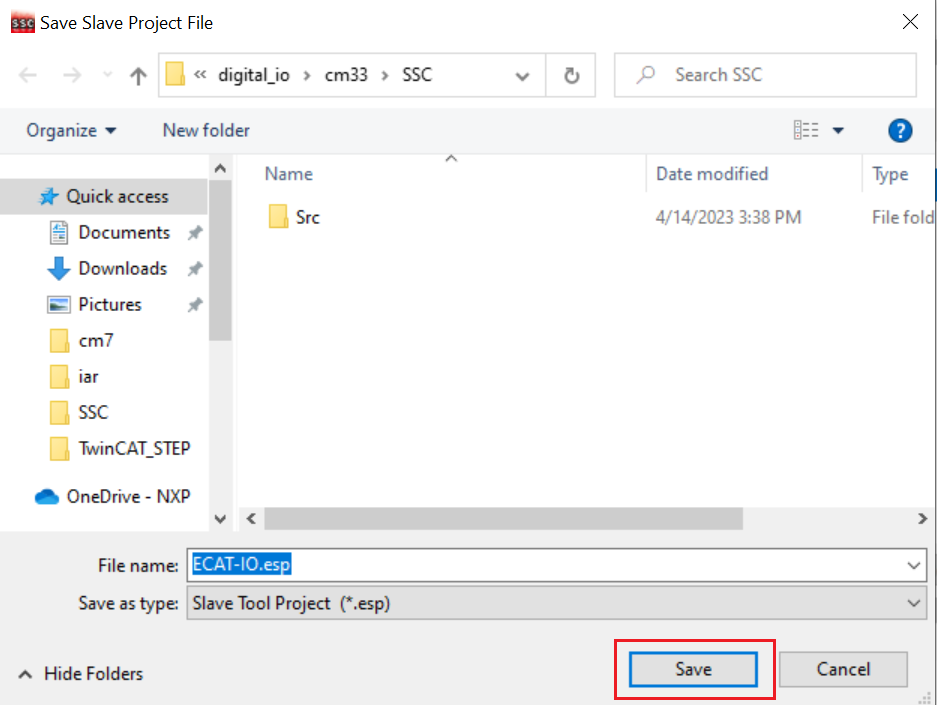 SSC Save Slave Project File
« digital_io › cm33 › SSC Search SSC
Organize New folder ?
Name Date modified Type
Quick access
Src 4/14/2023 3:38 PM File fold
Documents
Downloads
Pictures
cm7
iar
SSC
TwinCAT_STEP
OneDrive - NXP
File name: ECAT-IO.esp
Save as type: Slave Tool Project (*.esp)
Hide Folders Save Cancel